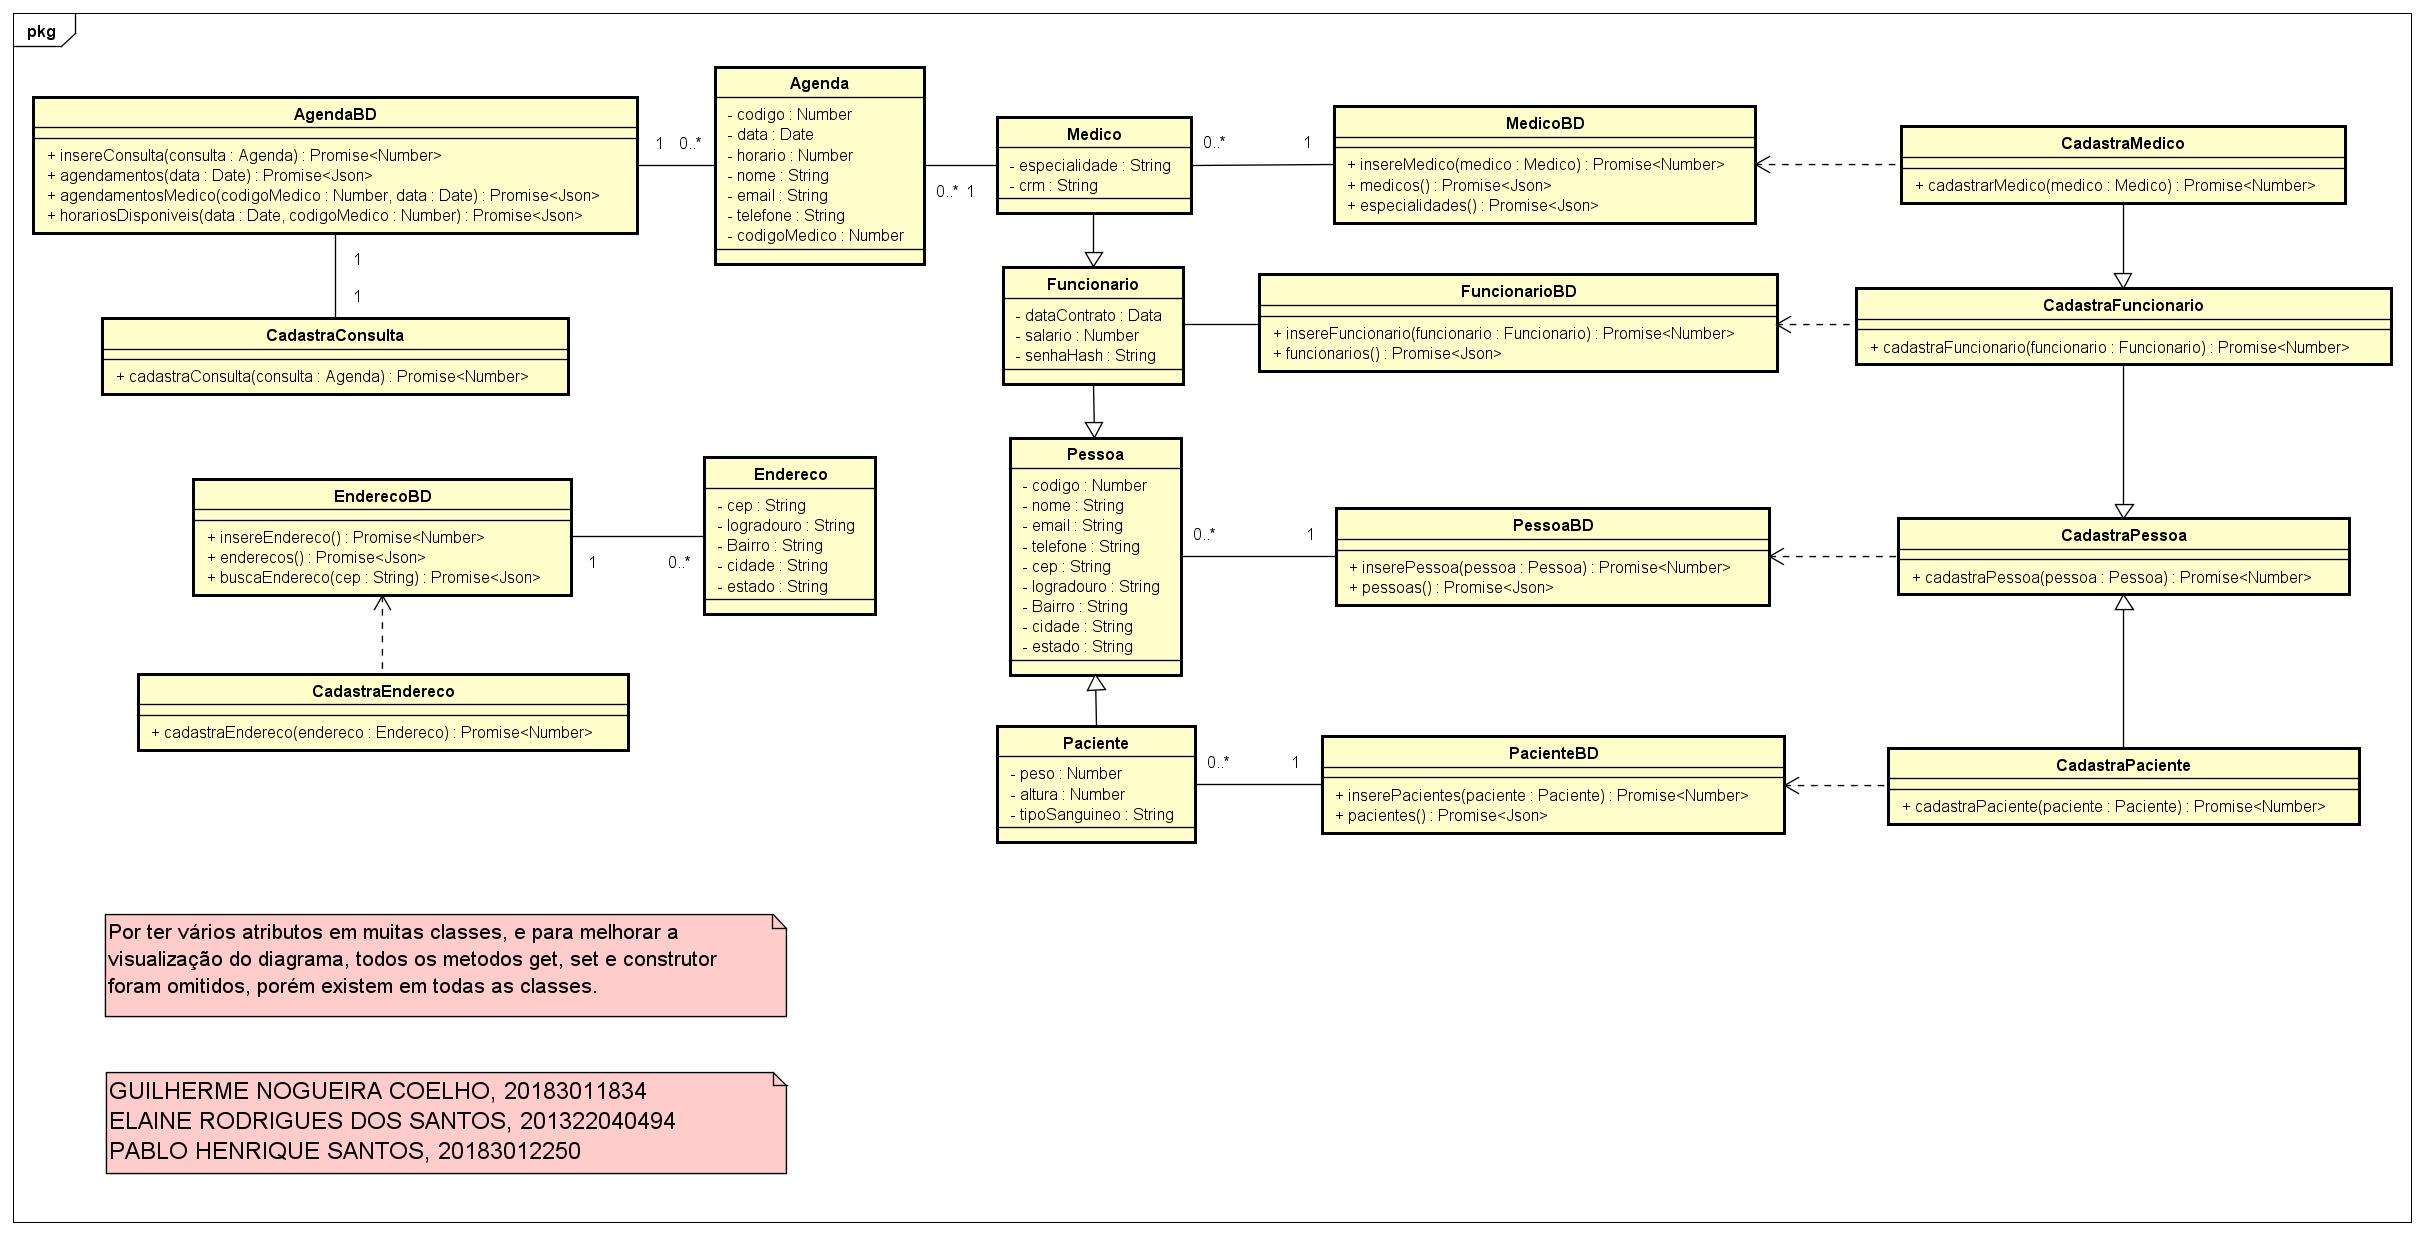 pkg
AgendaBD
+ insereConsulta(consulta : Agenda) : Promise<Number>
+ agendamentos(data : Date) : Promise<Json>
+ agendamentosMedico(codigoMedico : Number, data : Date) : Promise<Json>
+ horariosDisponiveis(data : Date, codigoMedico : Number) : Promise<Json>
1
0..*
Agenda
- codigo : Number
- data : Date
- horario : Number
- nome : String
- email : String
- telefone : String
- codigoMedico : Number
0..*
1
Medico
- especialidade : String
- crm : String
0..*
1
MedicoBD
+ insereMedico(medico : Medico) : Promise<Number>
+ medicos() : Promise<Json>
+ especialidades() : Promise<Json>
CadastraMedico
+ cadastrarMedico(medico : Medico) : Promise<Number>
1
1
CadastraConsulta
+ cadastraConsulta(consulta : Agenda) : Promise<Number>
Funcionario
- dataContrato : Data
- salario : Number
- senhaHash : String
FuncionarioBD
+ insereFuncionario(funcionario : Funcionario) : Promise<Number>
+ funcionarios() : Promise<Json>
CadastraFuncionario
+ cadastraFuncionario(funcionario : Funcionario) : Promise<Number>
EnderecoBD
+ insereEndereco() : Promise<Number>
+ enderecos() : Promise<Json>
+ buscaEndereco(cep : String) : Promise<Json>
1
0..*
Endereco
- cep : String
- logradouro : String
- Bairro : String
- cidade : String
- estado : String
Pessoa
- codigo : Number
- nome : String
- email : String
- telefone : String
- cep : String
- logradouro : String
- Bairro : String
- cidade : String
- estado : String
0..*
1
PessoaBD
+ inserePessoa(pessoa : Pessoa) : Promise<Number>
+ pessoas() : Promise<Json>
CadastraPessoa
+ cadastraPessoa(pessoa : Pessoa) : Promise<Number>
CadastraEndereco
+ cadastraEndereco(endereco : Endereco) : Promise<Number>
Paciente
- peso : Number
- altura : Number
- tipoSanguineo : String
0..*
1
PacienteBD
+ inserePacientes(paciente : Paciente) : Promise<Number>
+ pacientes() : Promise<Json>
CadastraPaciente
+ cadastraPaciente(paciente : Paciente) : Promise<Number>
Por ter vários atributos em muitas classes, e para melhorar a
visualização do diagrama, todos os metodos get, set e construtor
foram omitidos, porém existem em todas as classes.
GUILHERME NOGUEIRA COELHO, 20183011834
ELAINE RODRIGUES DOS SANTOS, 201322040494
PABLO HENRIQUE SANTOS, 20183012250